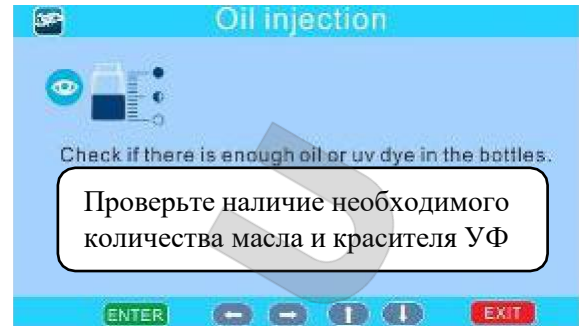 Oil injection
Check if there is enough oil or uv dye in the bottles.
Проверьте наличие необходимого
количества масла и красителя УФ
ENTER
EXIT